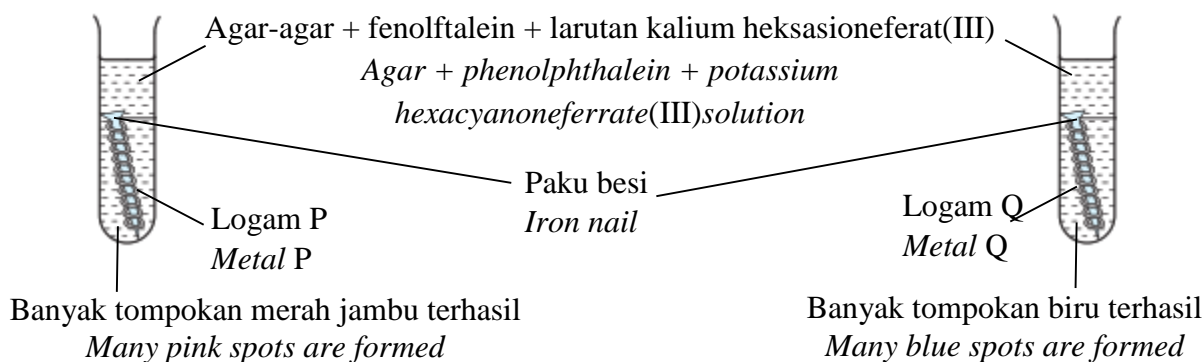 Agar-agar + fenolftalein + larutan kalium heksasioneferat(III)
Agar + phenolphthalein + potassium
hexacyanoneferrate(III)solution
Paku besi
Iron nail
Logam P
Metal P
Logam Q
Metal Q
Banyak tompokan merah jambu terhasil
Many pink spots are formed
Banyak tompokan biru terhasil
Many blue spots are formed